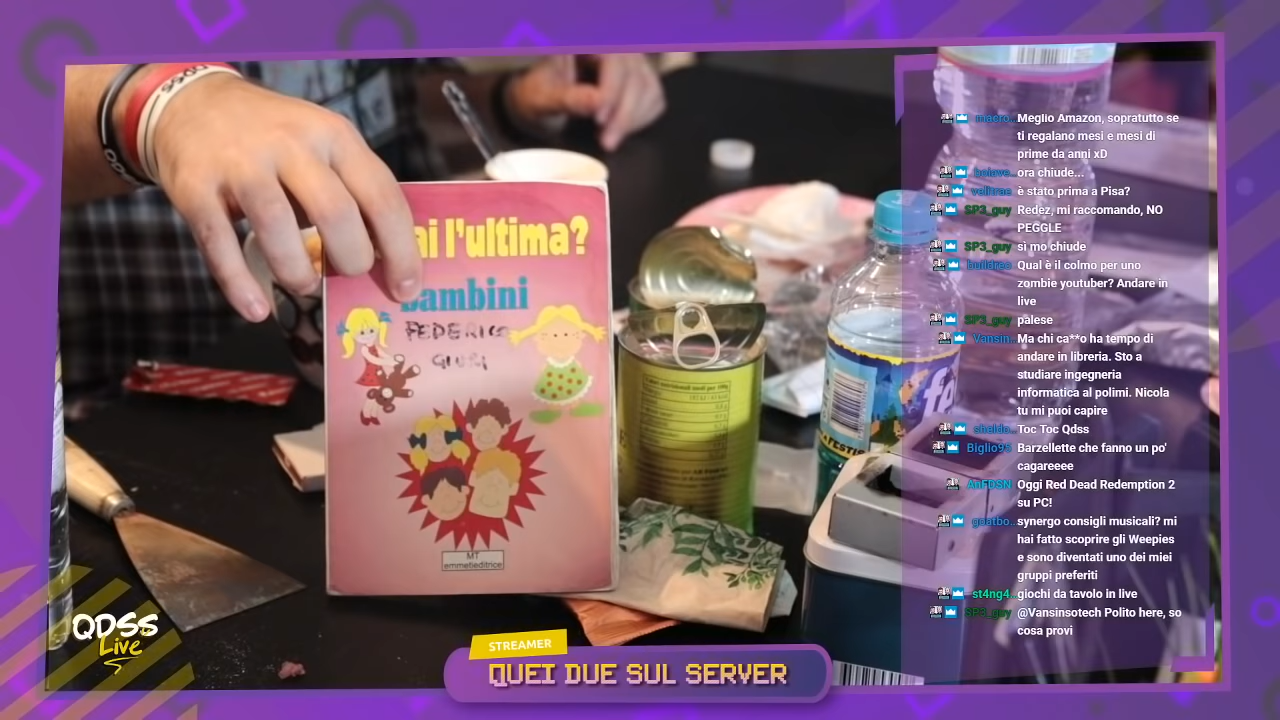 ai l'ultima?
bambini
FEDERICO
GIURI
MT
emmetieditrice
Meglio Amazon, sopratutto se
ti regalano mesi e mesi di
prime da anni xD
ora chiude...
è stato prima a Pisa?
SP3_guy Redez, mi raccomando, NO
PEGGLE
SP3_guy si mo chiude
Qual è il colmo per uno
zombie youtuber? Andare in
live
SP3_guy palese
Vansin.. Ma chi ca**o ha tempo di
andare in libreria. Sto a
studiare ingegneria
informatica al polimi. Nicola
tu mi puoi capire
sheldo.. Toc Toc Qdss
Biglio95 Barzellette che fanno un po'
cagareeee
Oggi Red Dead Redemption 2
su PC!
synergo consigli musicali? mi
hai fatto scoprire gli Weepies
e sono diventati uno dei miei
gruppi preferiti
st4ng4.. giochi da tavolo in live
SP3_guy @Vansinsotech Polito here, so
cosa provi
QDSS
Live
STREAMER
QUEI DUE SUL SERVER